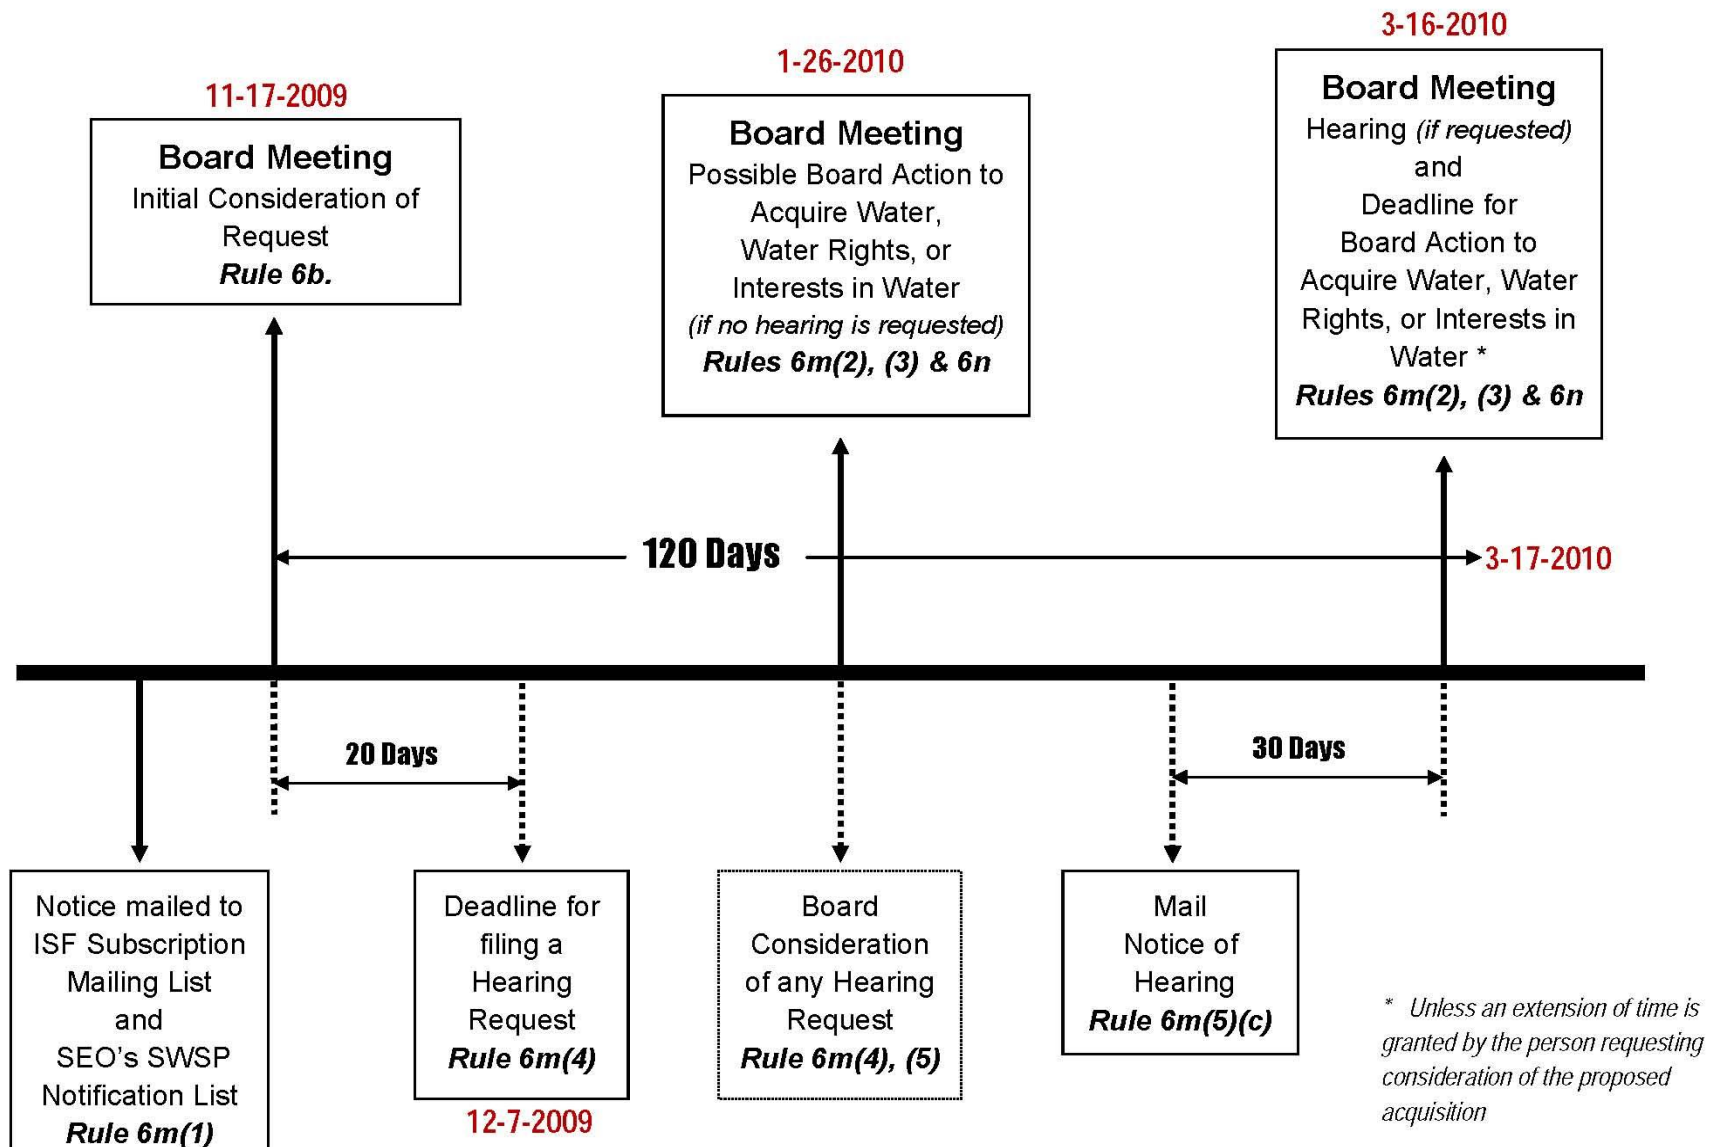 11-17-2009
Board Meeting
Initial Consideration of
Request
Rule 6b.
1-26-2010
Board Meeting
Possible Board Action to
Acquire Water,
Water Rights, or
Interests in Water
(if no hearing is requested)
Rules 6m(2), (3) & 6n
3-16-2010
Board Meeting
Hearing (if requested)
and
Deadline for
Board Action to
Acquire Water, Water
Rights, or Interests in
Water *
Rules 6m(2), (3) & 6n
120 Days
3-17-2010
20 Days
30 Days
Notice mailed to
ISF Subscription
Mailing List
and
SEO's SWSP
Notification List
Rule 6m(1)
Deadline for
filing a
Hearing
Request
Rule 6m(4)
12-7-2009
Board
Consideration
of any Hearing
Request
Rule 6m(4), (5)
Mail
Notice of
Hearing
Rule 6m(5)(c)
* Unless an extension of time is
granted by the person requesting
consideration of the proposed
acquisition